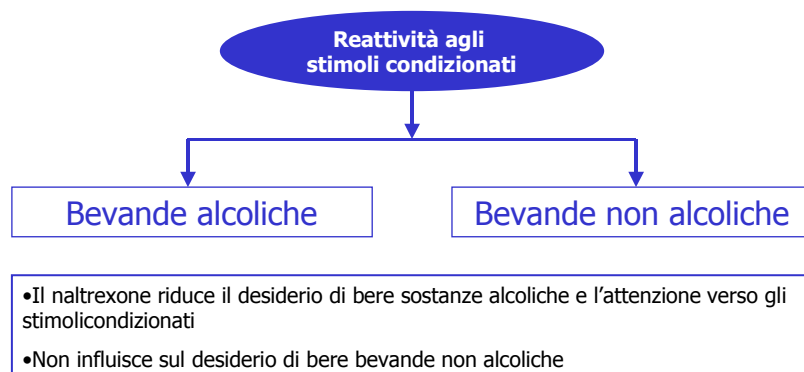 Reattività agli
stimoli condizionati
Bevande alcoliche
Bevande non alcoliche
•Il naltrexone riduce il desiderio di bere sostanze alcoliche e l’attenzione verso gli
stimolicondizionati
•Non influisce sul desiderio di bere bevande non alcoliche